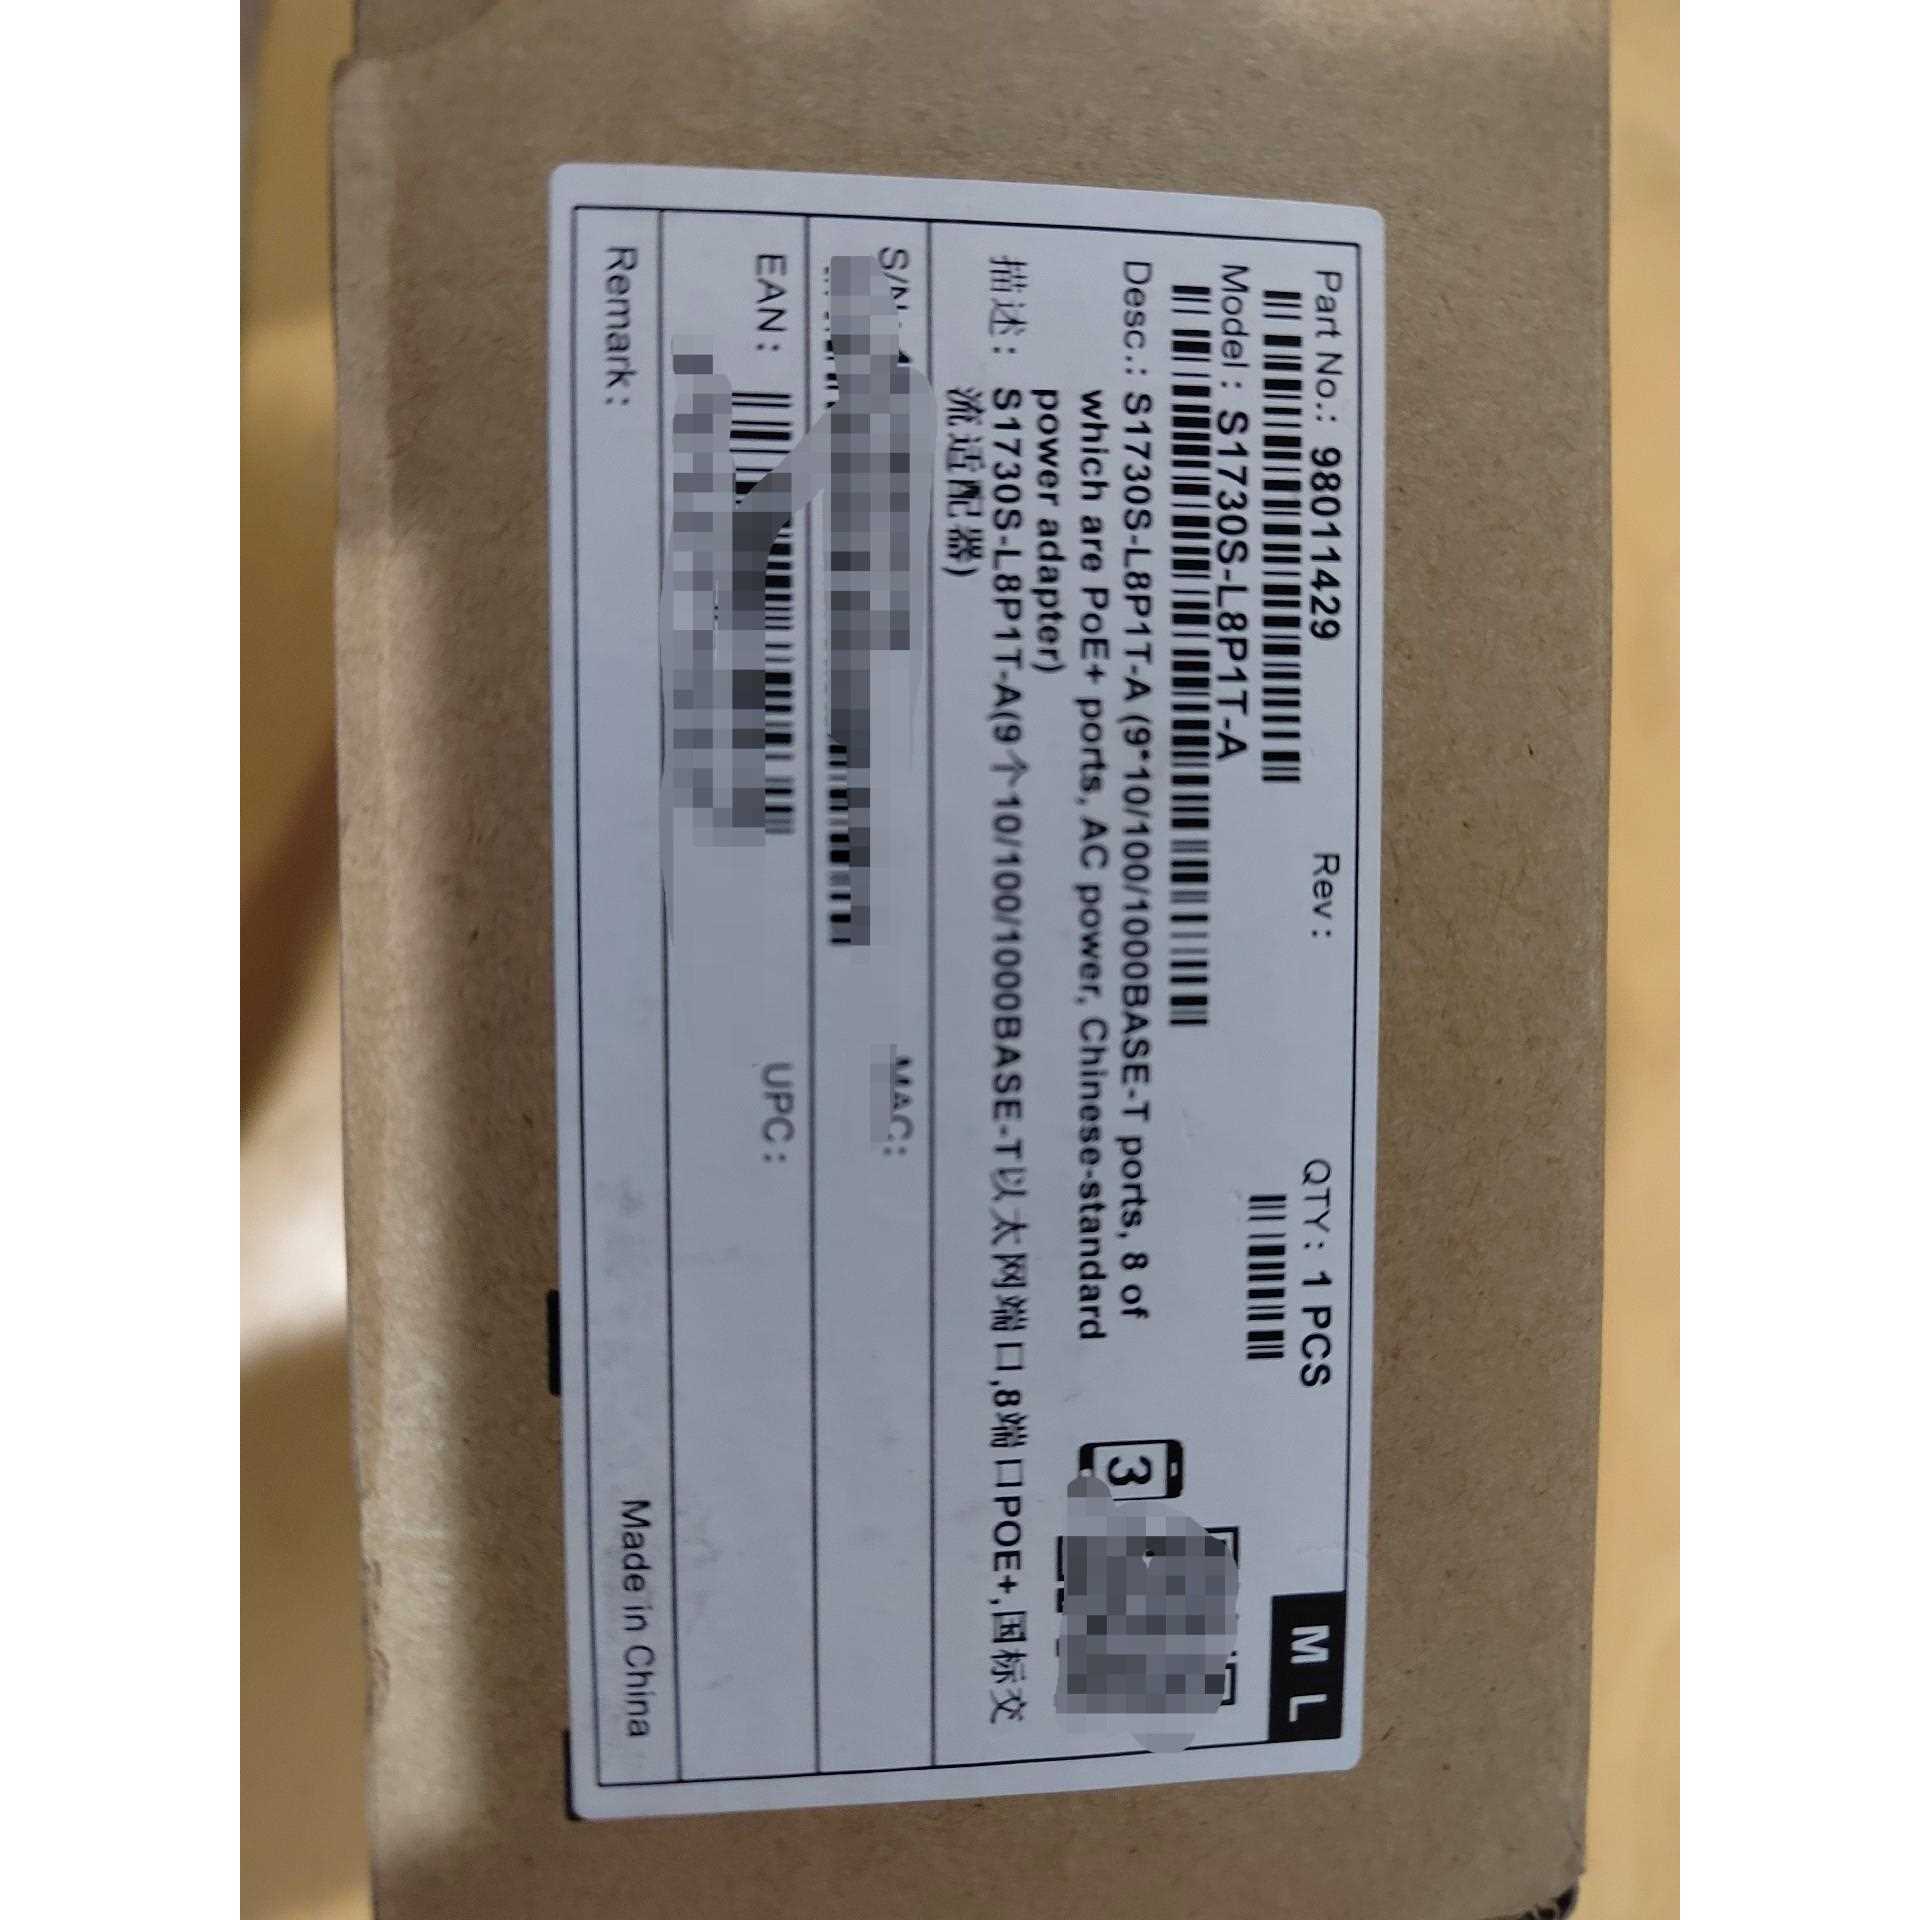 Part No.: 98011429 Rev: QTY: 1 PCS
M L
Model: S1730S-L8P1T-A
Desc.: S1730S-L8P1T-A (9*10/100/1000BASE-T ports, 8 of
which are PoE+ ports, AC power, Chinese-standard
power adapter)
3
描述: S1730S-L8P1T-A(9个10/100/1000BASE-T以太网端口,8端口POE+,国标交
流适配器)
S/N MAC:
EAN: UPC:
Remark: Made in China